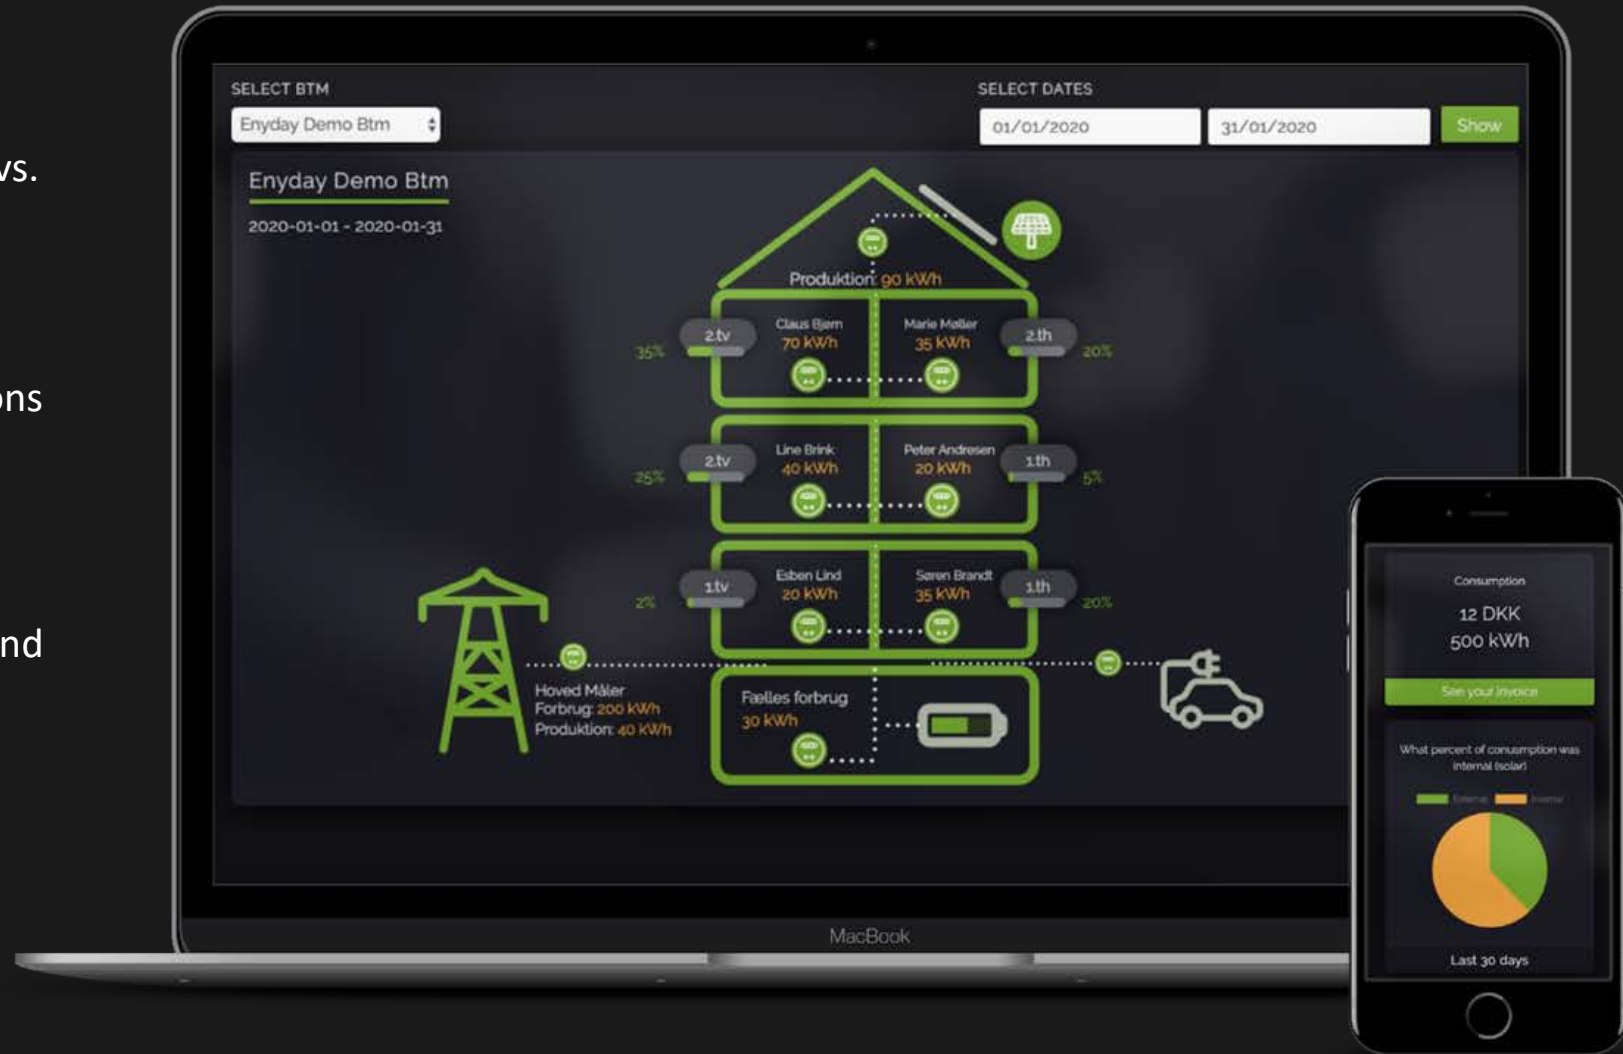 vs.
ons
nd
SELECT BTM
Enyday Demo Btm
SELECT DATES
01/01/2020
31/01/2020
Show
Enyday Demo Btm
2020-01-01 - 2020-01-31
Produktion: 90 kWh
35%
2.tv
Claus Bjørn
70 kWh
Marie Møller
35 kWh
2.th
20%
25%
2.tv
Line Brink
40 kWh
Peter Andresen
20 kWh
1.th
5%
2%
1.tv
Esben Lind
20 kWh
Søren Brandt
35 kWh
1.th
20%
Hoved Måler
Forbrug: 200 kWh
Produktion: 40 kWh
Fælles forbrug
30 kWh
MacBook
Consumption
12 DKK
500 kWh
See your invoice
What percent of conusmption was
internal (solar)
External
Last 30 days